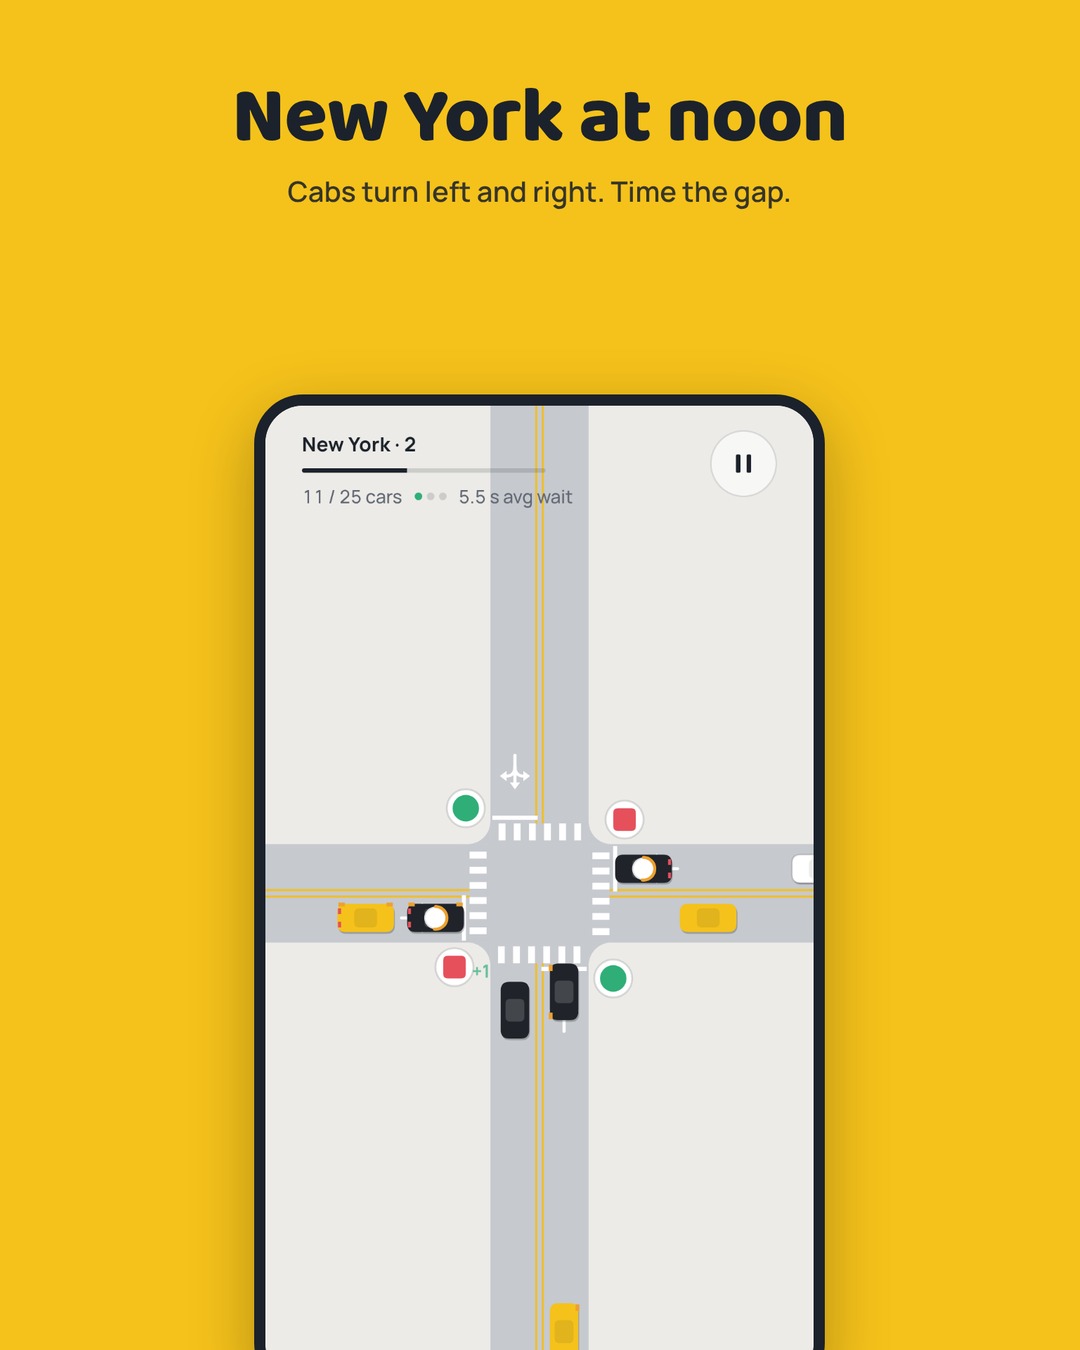 New York at noon
Cabs turn left and right. Time the gap.
New York · 2
11 / 25 cars 5.5 s avg wait
+1